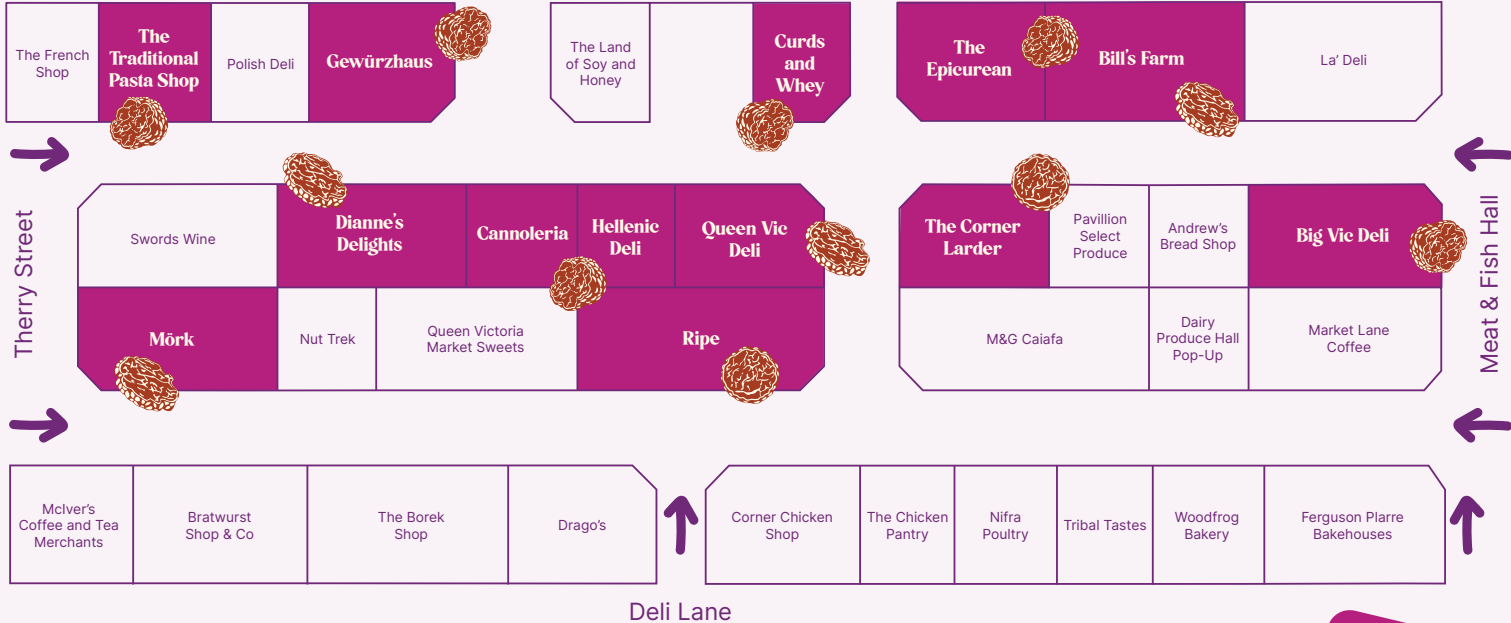 The French
Shop
The
Traditional
Pasta Shop
Polish Deli
Gewürzhaus
The Land
of Soy and
Honey
Curds
and
Whey
The
Epicurean
Bill's Farm
La' Deli
Therry Street
Swords Wine
Dianne's
Delights
Cannoleria
Hellenic
Deli
Queen Vic
Deli
The Corner
Larder
Pavillion
Select
Produce
Andrew's
Bread Shop
Big Vic Deli
Meat & Fish Hall
Mörk
Nut Trek
Queen Victoria
Market Sweets
Ripe
M&G Caiafa
Dairy
Produce Hall
Pop-Up
Market Lane
Coffee
McIver's
Coffee and Tea
Merchants
Bratwurst
Shop & Co
The Borek
Shop
Drago's
Corner Chicken
Shop
The Chicken
Pantry
Nifra
Poultry
Tribal Tastes
Woodfrog
Bakery
Ferguson Plarre
Bakehouses
Deli Lane